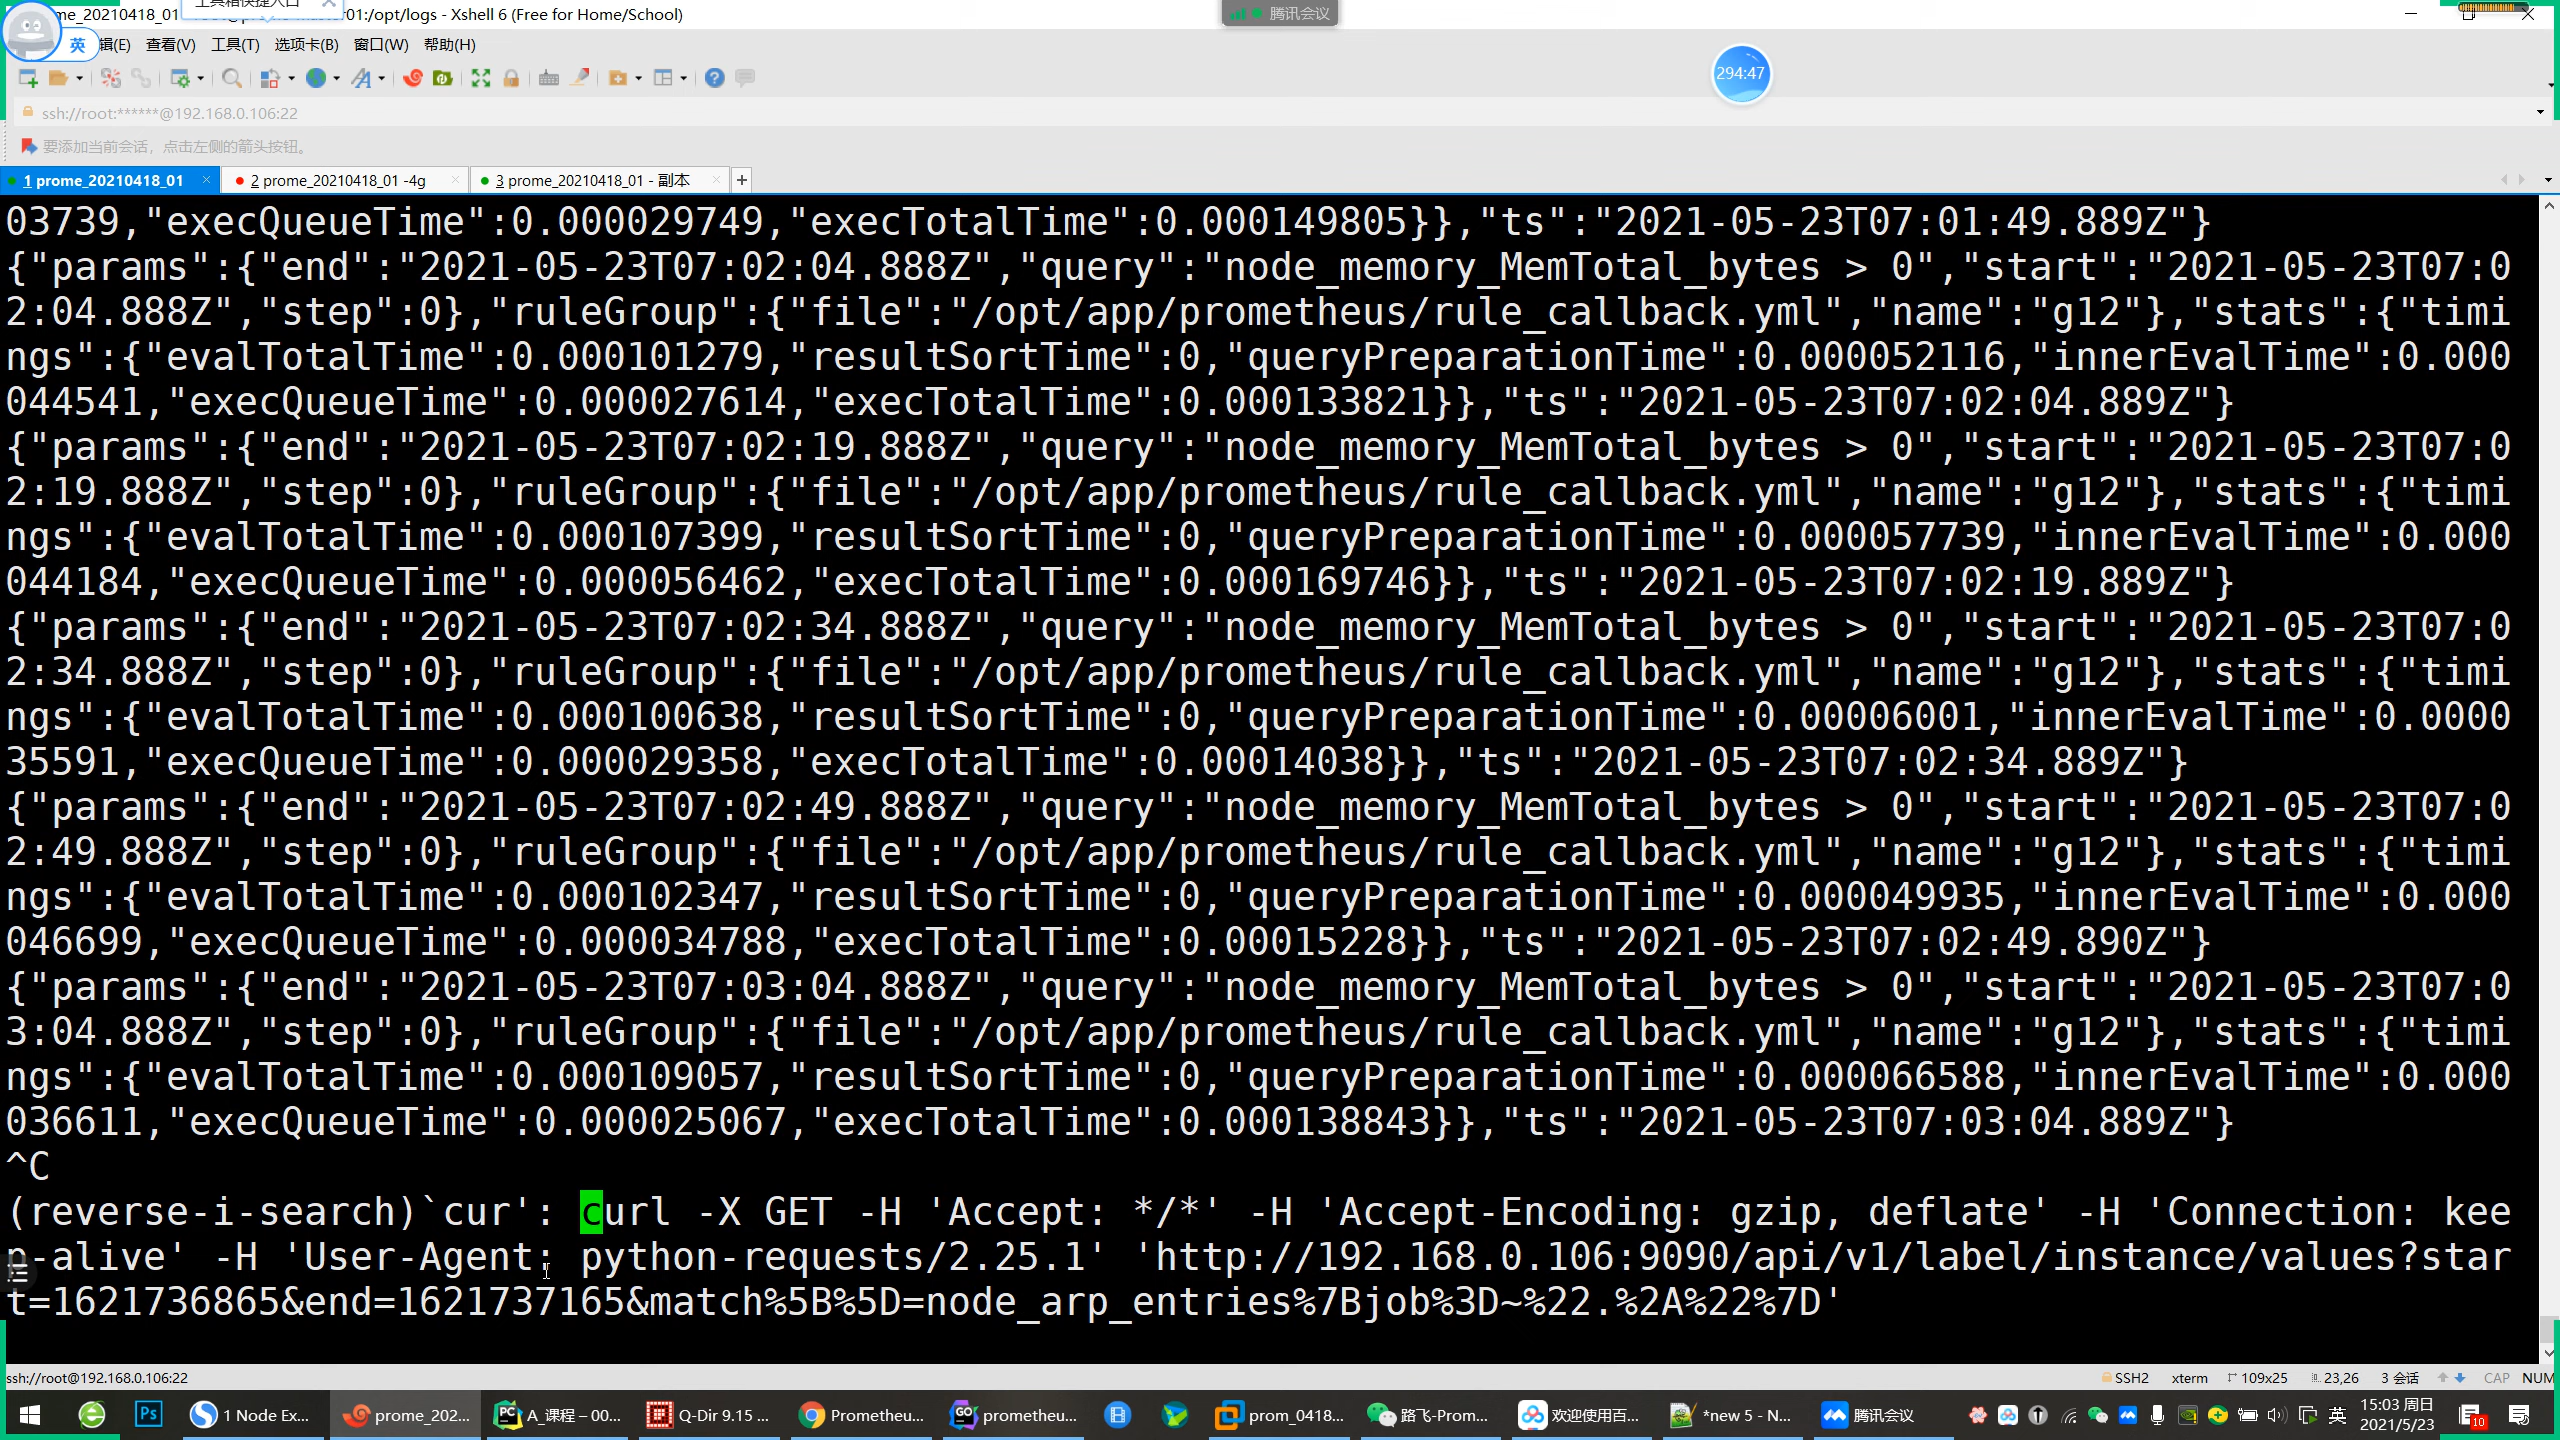 工具箱快捷入口
ome_20210418_01
01:/opt/logs - Xshell 6 (Free for Home/School)
腾讯会议
英
辑(E) 查看(V) 工具(T) 选项卡(B) 窗口(W) 帮助(H)
294:47
ssh://root:******@192.168.0.106:22
要添加当前会话，点击左侧的箭头按钮。
1 prome_20210418_01 2 prome_20210418_01 -4g 3 prome_20210418_01 - 副本
03739,"execQueueTime":0.000029749,"execTotalTime":0.000149805}},"ts":"2021-05-23T07:01:49.889Z"}
{"params":{"end":"2021-05-23T07:02:04.888Z","query":"node_memory_MemTotal_bytes > 0","start":"2021-05-23T07:0
2:04.888Z","step":0},"ruleGroup":{"file":"/opt/app/prometheus/rule_callback.yml","name":"g12"},"stats":{"timi
ngs":{"evalTotalTime":0.000101279,"resultSortTime":0,"queryPreparationTime":0.000052116,"innerEvalTime":0.000
044541,"execQueueTime":0.000027614,"execTotalTime":0.000133821}},"ts":"2021-05-23T07:02:04.889Z"}
{"params":{"end":"2021-05-23T07:02:19.888Z","query":"node_memory_MemTotal_bytes > 0","start":"2021-05-23T07:0
2:19.888Z","step":0},"ruleGroup":{"file":"/opt/app/prometheus/rule_callback.yml","name":"g12"},"stats":{"timi
ngs":{"evalTotalTime":0.000107399,"resultSortTime":0,"queryPreparationTime":0.000057739,"innerEvalTime":0.000
044184,"execQueueTime":0.000056462,"execTotalTime":0.000169746}},"ts":"2021-05-23T07:02:19.889Z"}
{"params":{"end":"2021-05-23T07:02:34.888Z","query":"node_memory_MemTotal_bytes > 0","start":"2021-05-23T07:0
2:34.888Z","step":0},"ruleGroup":{"file":"/opt/app/prometheus/rule_callback.yml","name":"g12"},"stats":{"timi
ngs":{"evalTotalTime":0.000100638,"resultSortTime":0,"queryPreparationTime":0.00006001,"innerEvalTime":0.0000
35591,"execQueueTime":0.000029358,"execTotalTime":0.00014038}},"ts":"2021-05-23T07:02:34.889Z"}
{"params":{"end":"2021-05-23T07:02:49.888Z","query":"node_memory_MemTotal_bytes > 0","start":"2021-05-23T07:0
2:49.888Z","step":0},"ruleGroup":{"file":"/opt/app/prometheus/rule_callback.yml","name":"g12"},"stats":{"timi
ngs":{"evalTotalTime":0.000102347,"resultSortTime":0,"queryPreparationTime":0.000049935,"innerEvalTime":0.000
046699,"execQueueTime":0.000034788,"execTotalTime":0.00015228}},"ts":"2021-05-23T07:02:49.890Z"}
{"params":{"end":"2021-05-23T07:03:04.888Z","query":"node_memory_MemTotal_bytes > 0","start":"2021-05-23T07:0
3:04.888Z","step":0},"ruleGroup":{"file":"/opt/app/prometheus/rule_callback.yml","name":"g12"},"stats":{"timi
ngs":{"evalTotalTime":0.000109057,"resultSortTime":0,"queryPreparationTime":0.000066588,"innerEvalTime":0.000
036611,"execQueueTime":0.000025067,"execTotalTime":0.000138843}},"ts":"2021-05-23T07:03:04.889Z"}
^C
(reverse-i-search)`cur': curl -X GET -H 'Accept: */*' -H 'Accept-Encoding: gzip, deflate' -H 'Connection: kee
p-alive' -H 'User-Agent: python-requests/2.25.1' 'http://192.168.0.106:9090/api/v1/label/instance/values?star
t=1621736865&end=1621737165&match%5B%5D=node_arp_entries%7Bjob%3D~%22.%2A%22%7D'
ssh://root@192.168.0.106:22 SSH2 xterm 109x25 23,26 3 会话 CAP NUM
1 Node Ex... prome_202... A_课程 – 00... Q-Dir 9.15 ... Prometheu... prometheu... prom_0418... 路飞-Prom... 欢迎使用百... *new 5 - N... 腾讯会议 英 15:03 周日
2021/5/23 10